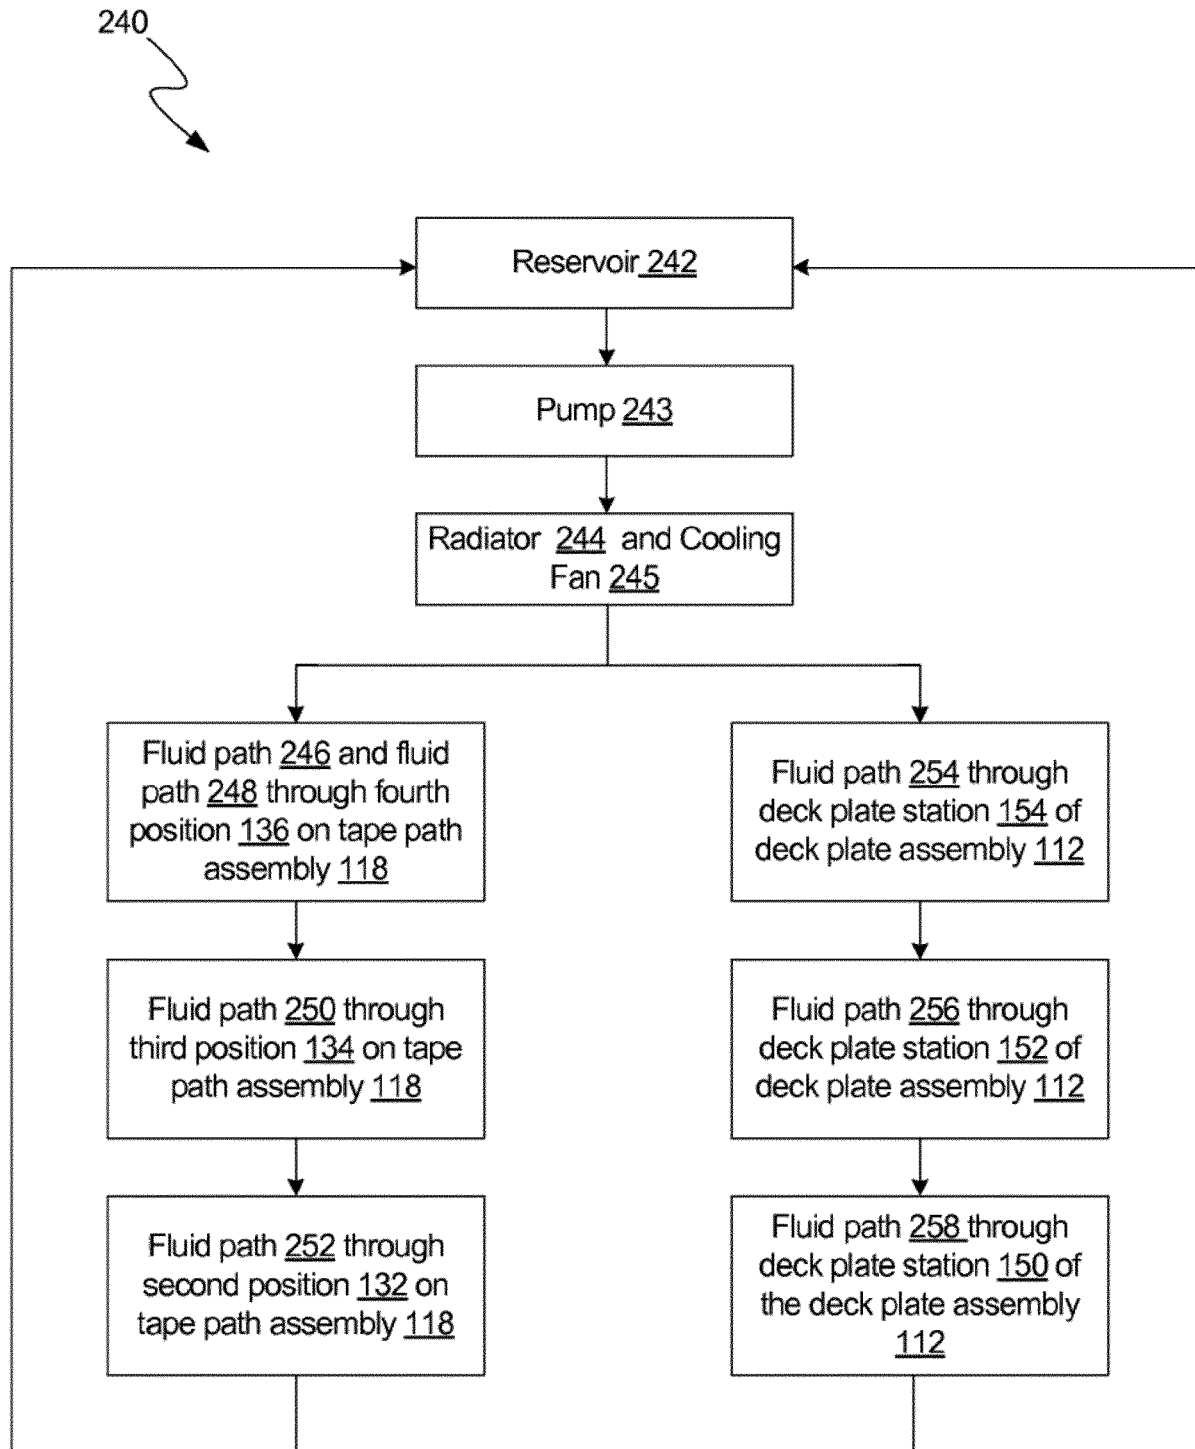 240
Reservoir 242
Pump 243
Radiator 244 and Cooling
Fan 245
Fluid path 246 and fluid
path 248 through fourth
position 136 on tape path
assembly 118
Fluid path 250 through
third position 134 on tape
path assembly 118
Fluid path 252 through
second position 132 on
tape path assembly 118
Fluid path 254 through
deck plate station 154 of
deck plate assembly 112
Fluid path 256 through
deck plate station 152 of
deck plate assembly 112
Fluid path 258 through
deck plate station 150 of
the deck plate assembly
112